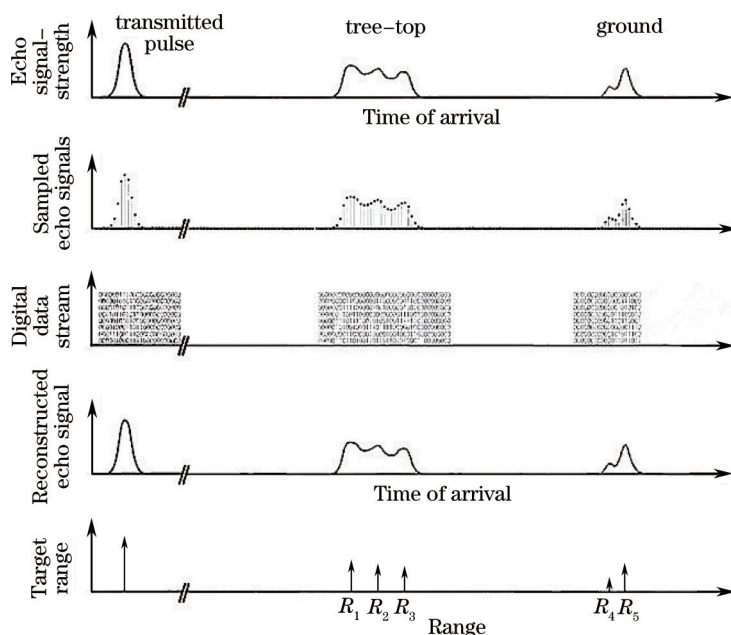 transmitted
pulse
tree-top
ground
Echo
signal-
strength
Time of arrival
Sampled
echo signals
Digital
data
stream
Reconstructed
echo signal
Time of arrival
Target
range
R1 R2 R3 R4 R5
Range